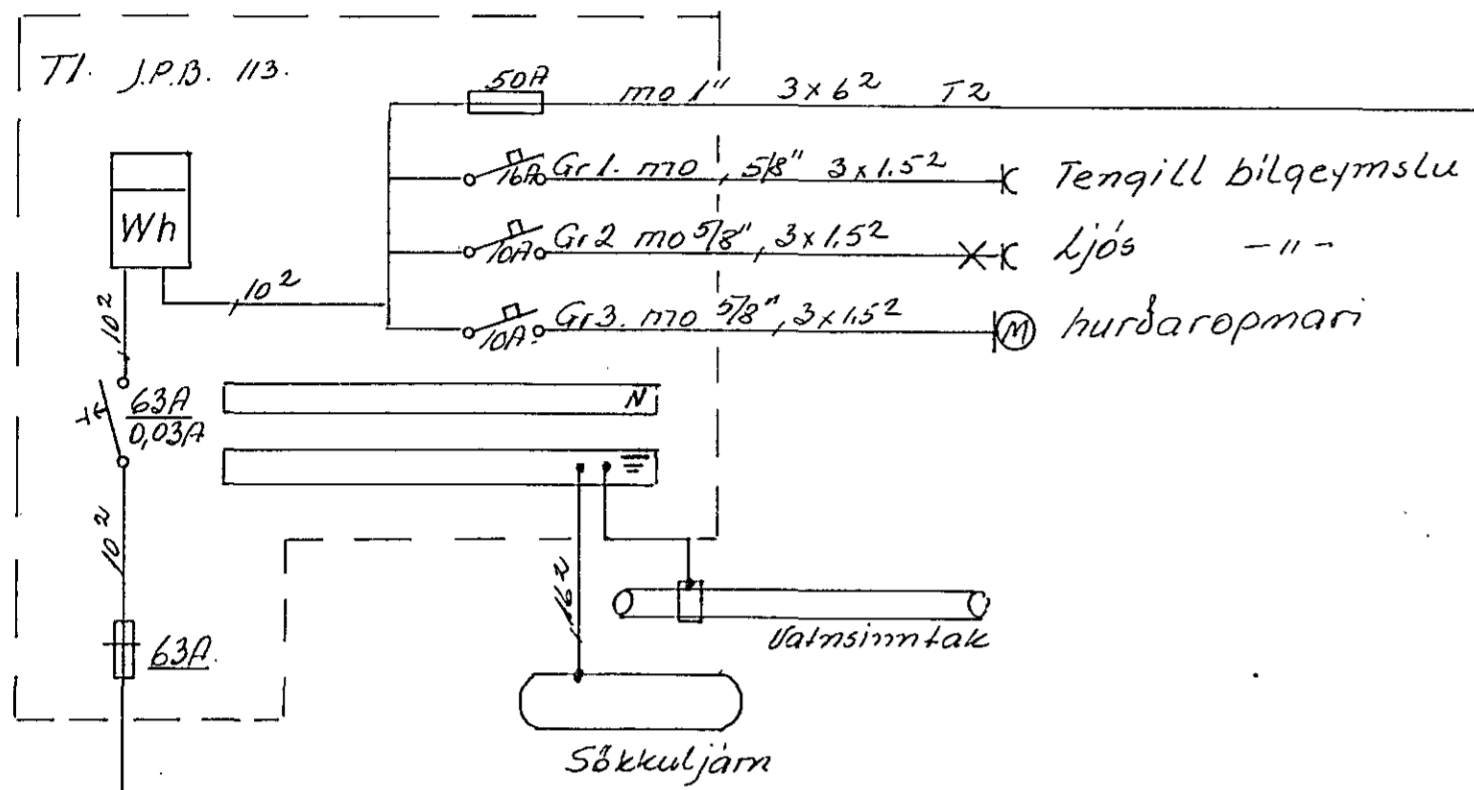 T1. J.P.B. 113.
50A mo 1" 3x6² T2
16A Gr1. mo, 5/8" 3x1.5² Tengill bílgeymslu
Wh
10A Gr2 mo 5/8", 3x1.5² Ljós -"-
10²
10²
10A Gr3. mo 5/8", 3x1.5² M hurðaropnari
63A
0,03A
N
10²
16²
63A.
Vatnsinntak
Sökkuljárn